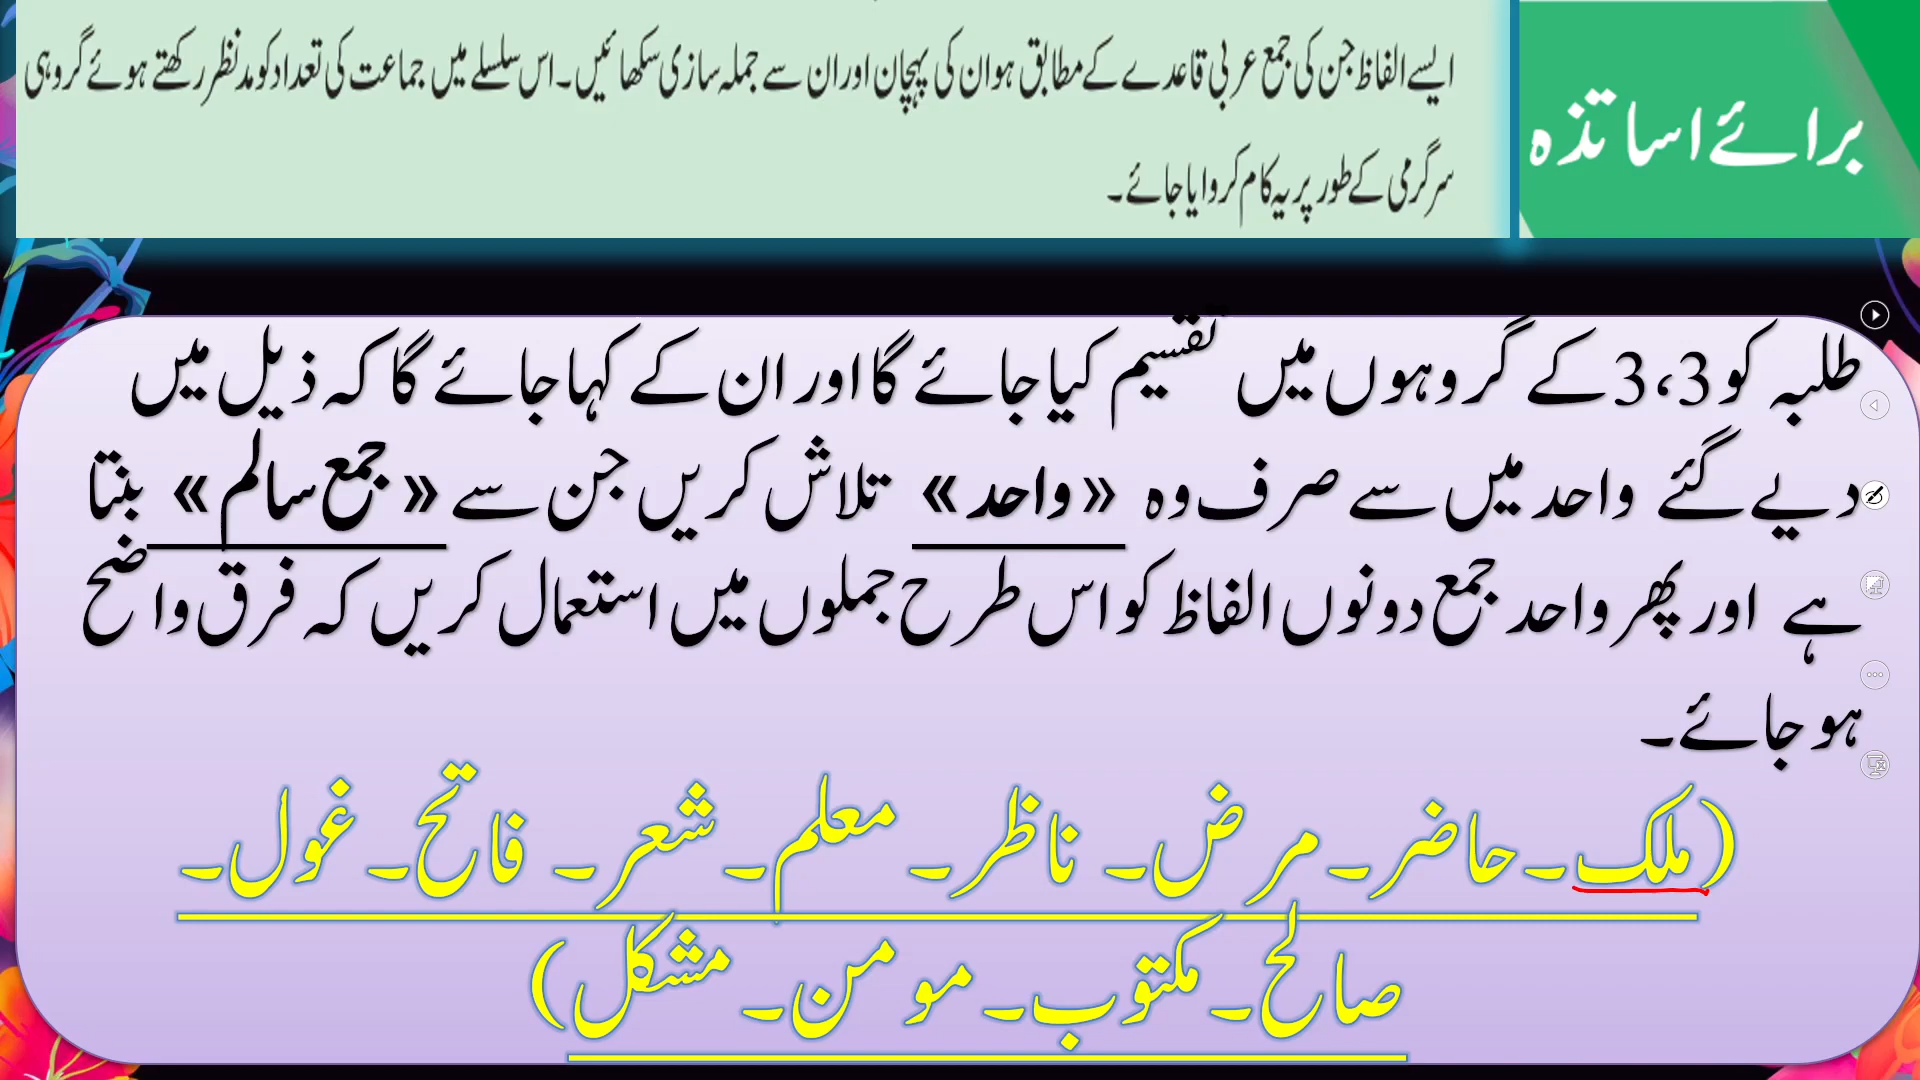 برائے اساتذہ
ایسے الفاظ جن کی جمع عربی قاعدے کے مطابق ہو ان کی پہچان اور ان سے جملہ سازی سکھائیں۔ اس سلسلے میں جماعت کی تعداد کو مدنظر رکھتے ہوئے گروہی
سرگرمی کے طور پر یہ کام کروایا جائے۔
طلبہ کو 3،3 کے گروہوں میں تقسیم کیا جائے گا اور ان کے کہا جائے گا کہ ذیل میں
دیے گئے واحد میں سے صرف وہ «واحد» تلاش کریں جن سے «جمع سالم» بنتا
ہے اور پھر واحد جمع دونوں الفاظ کو اس طرح جملوں میں استعمال کریں کہ فرق واضح
ہو جائے۔
(ملک۔ حاضر۔ مرض۔ ناظر۔ معلم۔ شعر۔ فاتح۔ غول۔
صالح۔ مکتوب۔ مومن۔ مشکل)